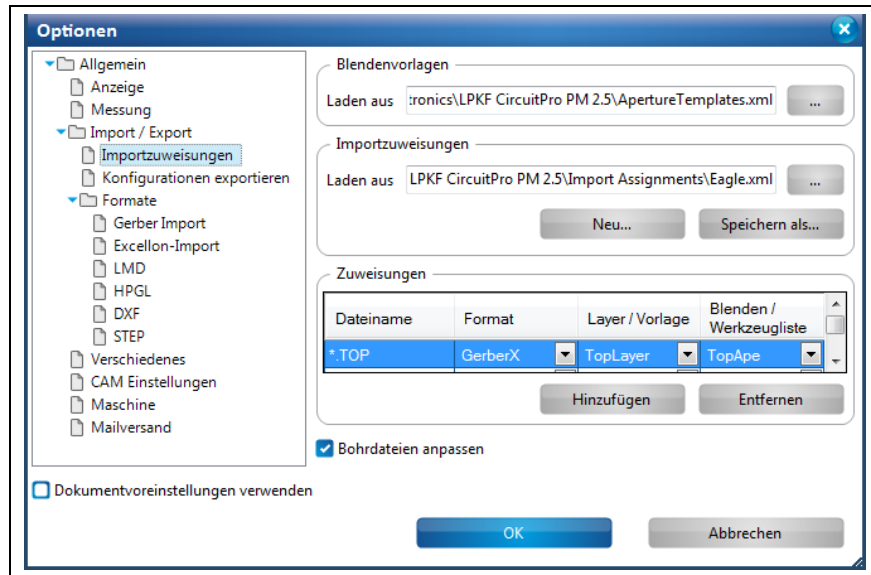 Optionen
Allgemein
Anzeige
Messung
Import / Export
Importzuweisungen
Konfigurationen exportieren
Formate
Gerber Import
Excellon-Import
LMD
HPGL
DXF
STEP
Verschiedenes
CAM Einstellungen
Maschine
Mailversand
Blendenvorlagen
Laden aus :ronics\LPKF CircuitPro PM 2.5\ApertureTemplates.xml ...
Importzuweisungen
Laden aus LPKF CircuitPro PM 2.5\Import Assignments\Eagle.xml ...
Neu... Speichern als...
Zuweisungen
Dateiname Format Layer / Vorlage Blenden / Werkzeugliste
*.TOP GerberX TopLayer TopApe
Hinzufügen Entfernen
Bohrdateien anpassen
Dokumentvoreinstellungen verwenden
OK Abbrechen